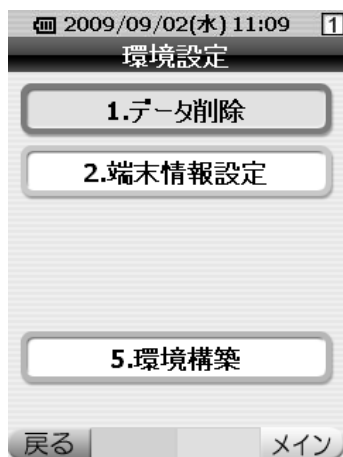 2009/09/02(水) 11:09 1
環境設定
1.データ削除
2.端末情報設定
5.環境構築
戻る メイン